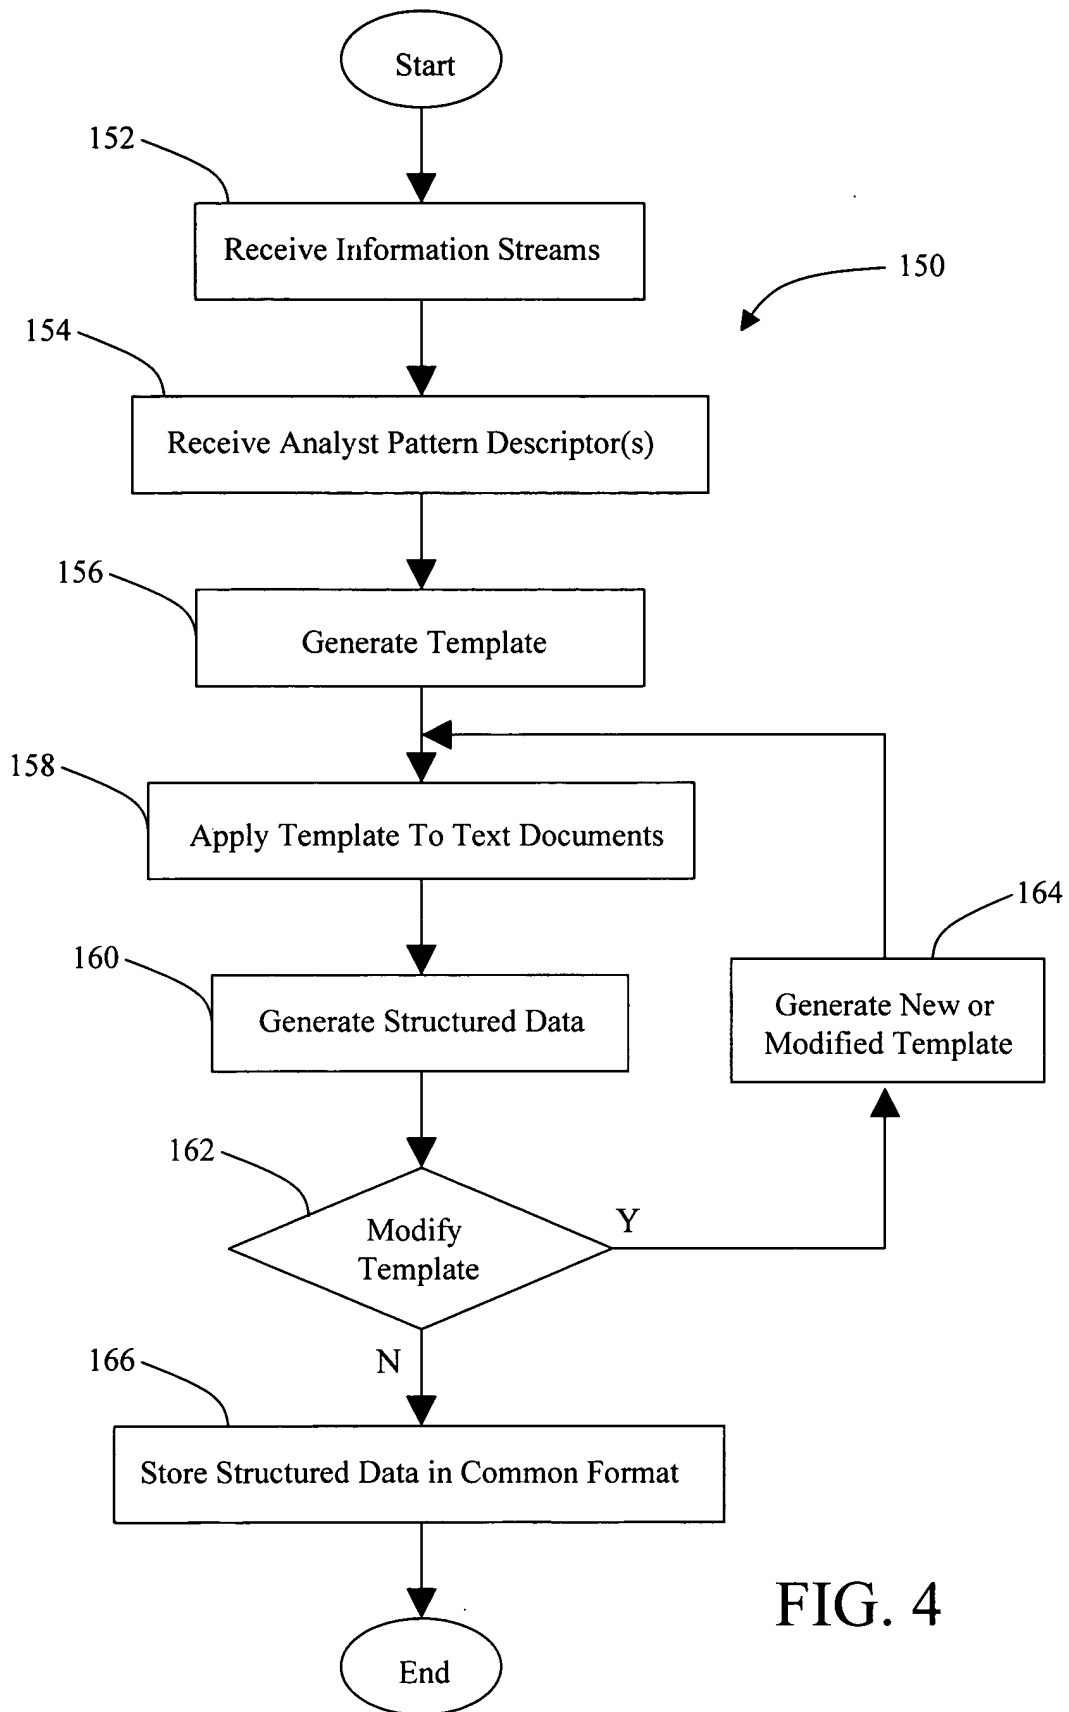 Start
152
Receive Information Streams
150
154
Receive Analyst Pattern Descriptor(s)
156
Generate Template
158
Apply Template To Text Documents
164
160
Generate Structured Data
Generate New or
Modified Template
162
Modify
Template
Y
N
166
Store Structured Data in Common Format
End
FIG. 4